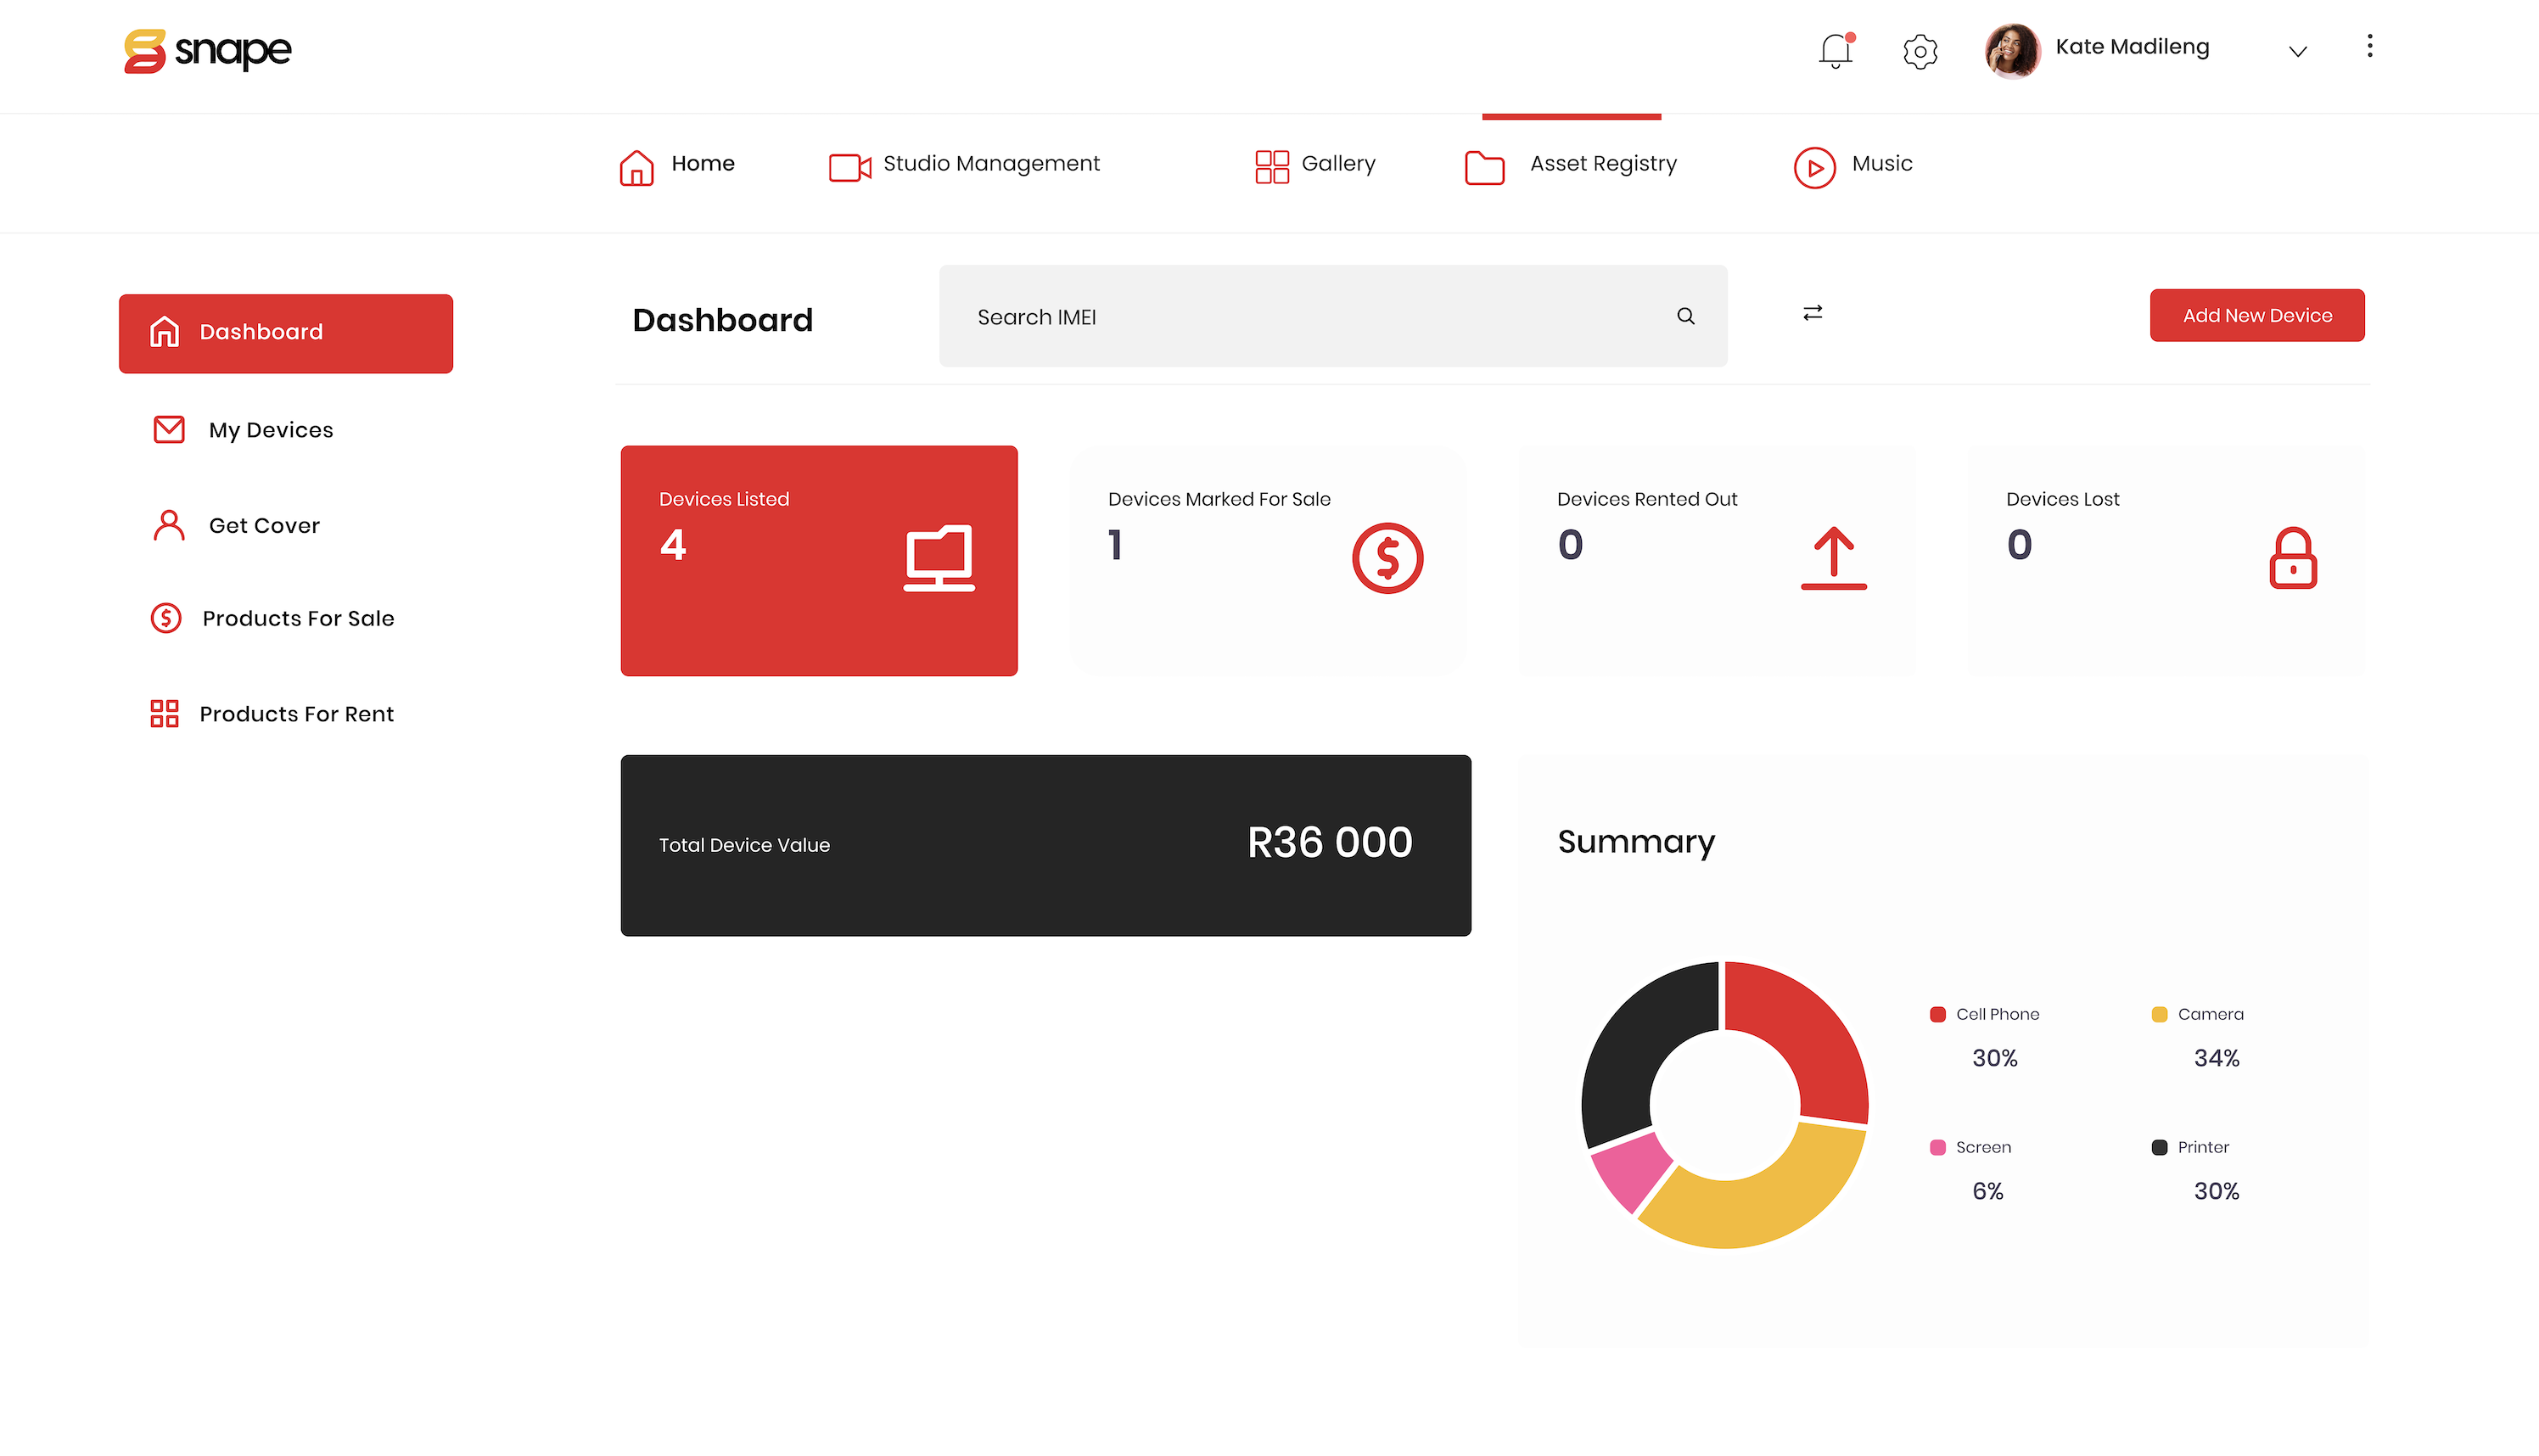 snape
Kate Madileng
Home
Studio Management
Gallery
Asset Registry
Music
Dashboard
My Devices
Get Cover
Products For Sale
Products For Rent
Dashboard
Search IMEI
Add New Device
Devices Listed
4
Devices Marked For Sale
1
Devices Rented Out
0
Devices Lost
0
Total Device Value
R36 000
Summary
Cell Phone
30%
Camera
34%
Screen
6%
Printer
30%